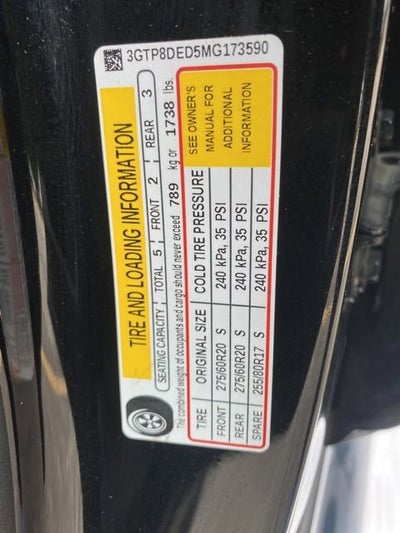 3GTP8DED5MG173590
TIRE AND LOADING INFORMATION
SEATING CAPACITY TOTAL 5 FRONT 2 REAR 3
The combined weight of occupants and cargo should never exceed 789 kg or 1738 lbs.
TIRE ORIGINAL SIZE COLD TIRE PRESSURE
FRONT 275/60R20 S 240 kPa, 35 PSI
REAR 275/60R20 S 240 kPa, 35 PSI
SPARE 255/80R17 S 240 kPa, 35 PSI
SEE OWNER'S
MANUAL FOR
ADDITIONAL
INFORMATION